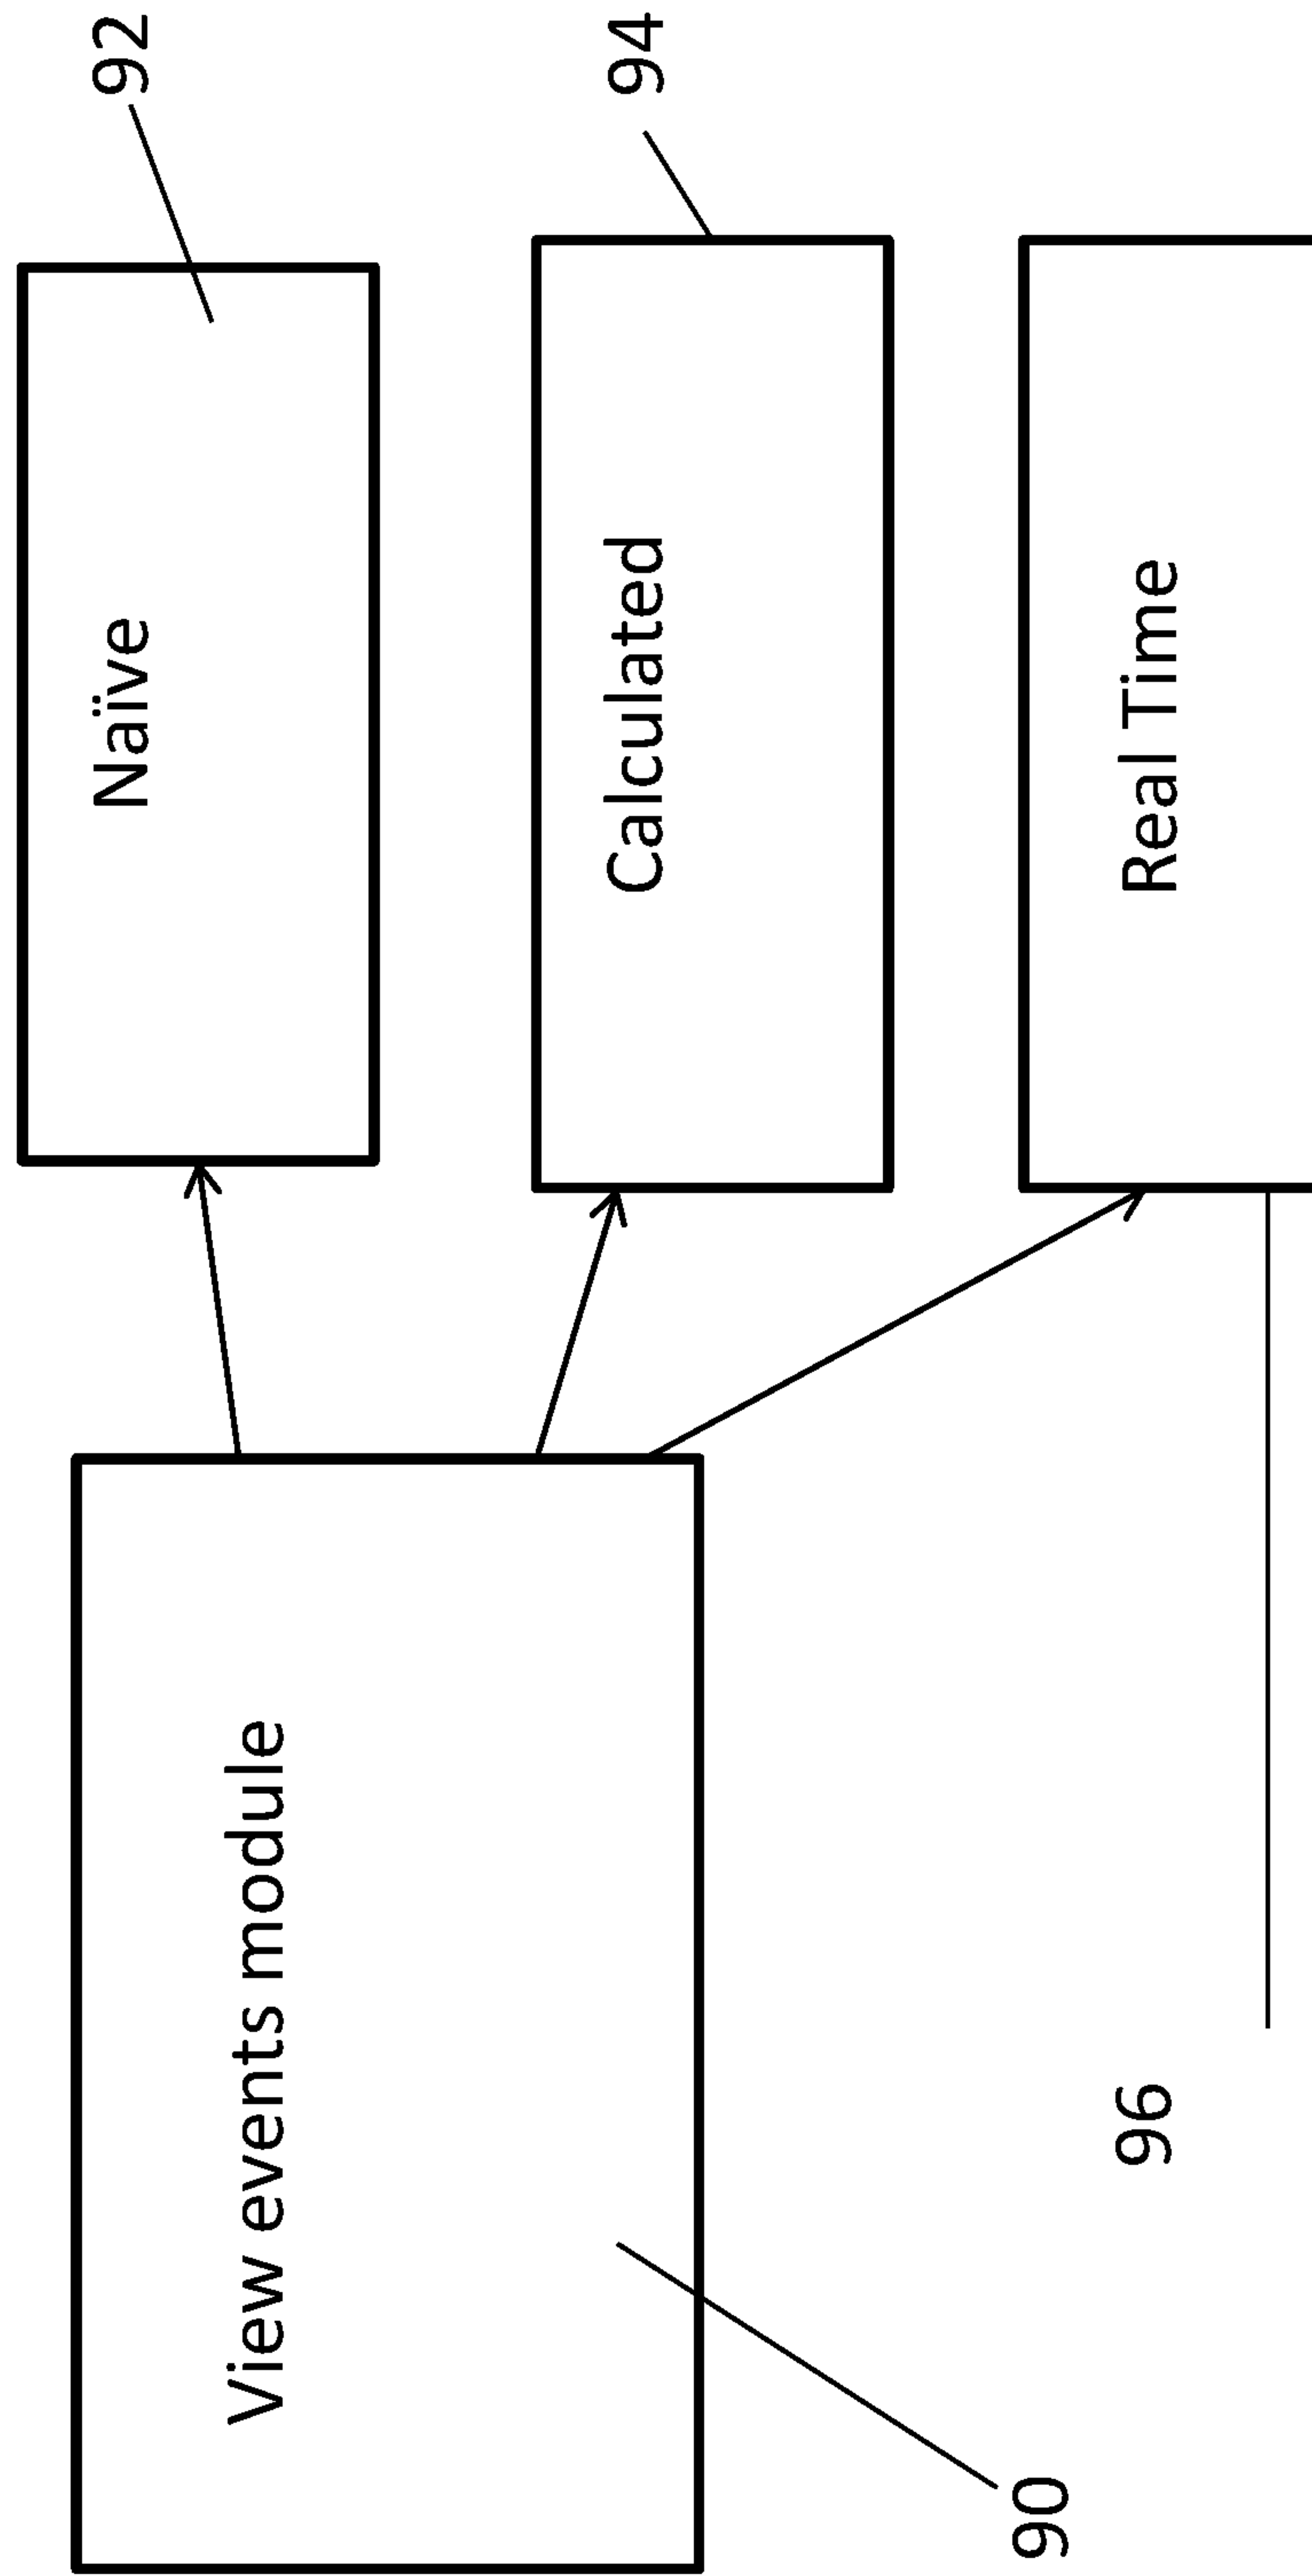 Naïve
92
View events module
Calculated
94
90
96
Real Time